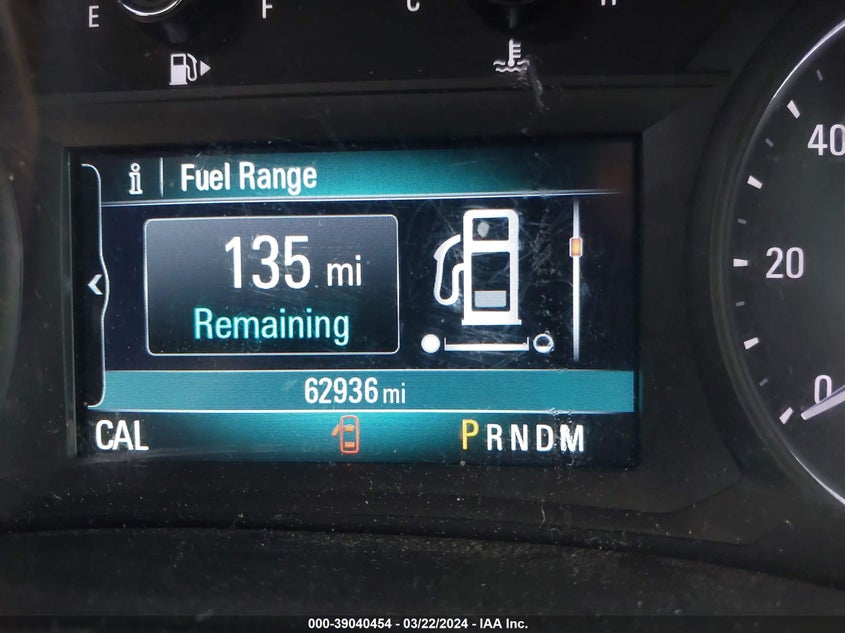 E F C H
i Fuel Range
135 mi
Remaining
62936 mi
CAL PRNDM
40
20
0
000-39040454 - 03/22/2024 - IAA Inc.